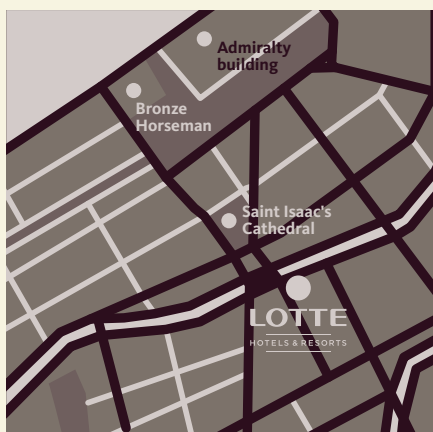 Admiralty
building
Bronze
Horseman
Saint Isaac's
Cathedral
LOTTE
HOTELS & RESORTS